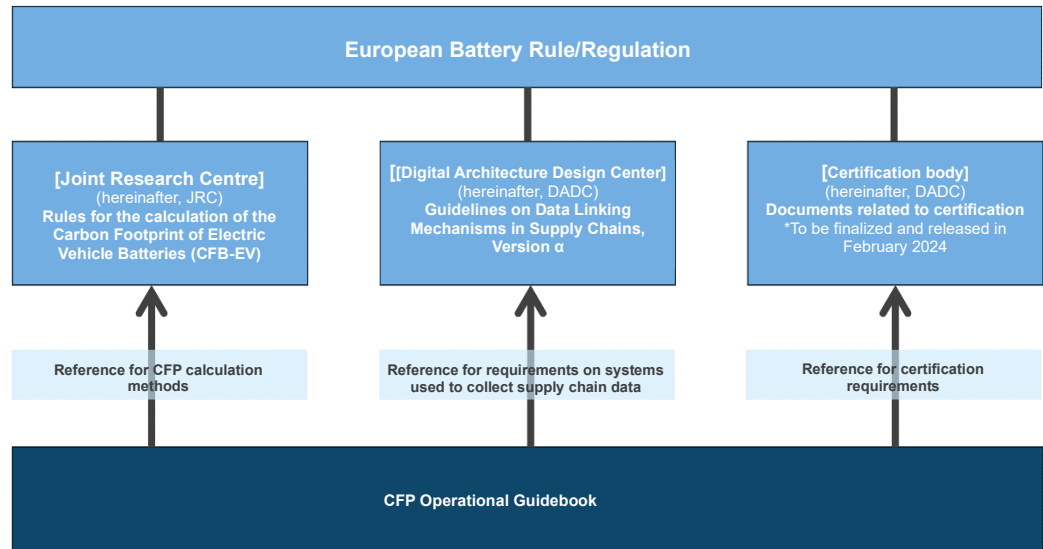 European Battery Rule/Regulation
[Joint Research Centre]
(hereinafter, JRC)
Rules for the calculation of the
Carbon Footprint of Electric
Vehicle Batteries (CFB-EV)
[[Digital Architecture Design Center]
(hereinafter, DADC)
Guidelines on Data Linking
Mechanisms in Supply Chains,
Version α
[Certification body]
(hereinafter, DADC)
Documents related to certification
*To be finalized and released in
February 2024
Reference for CFP calculation
methods
Reference for requirements on systems
used to collect supply chain data
Reference for certification
requirements
CFP Operational Guidebook